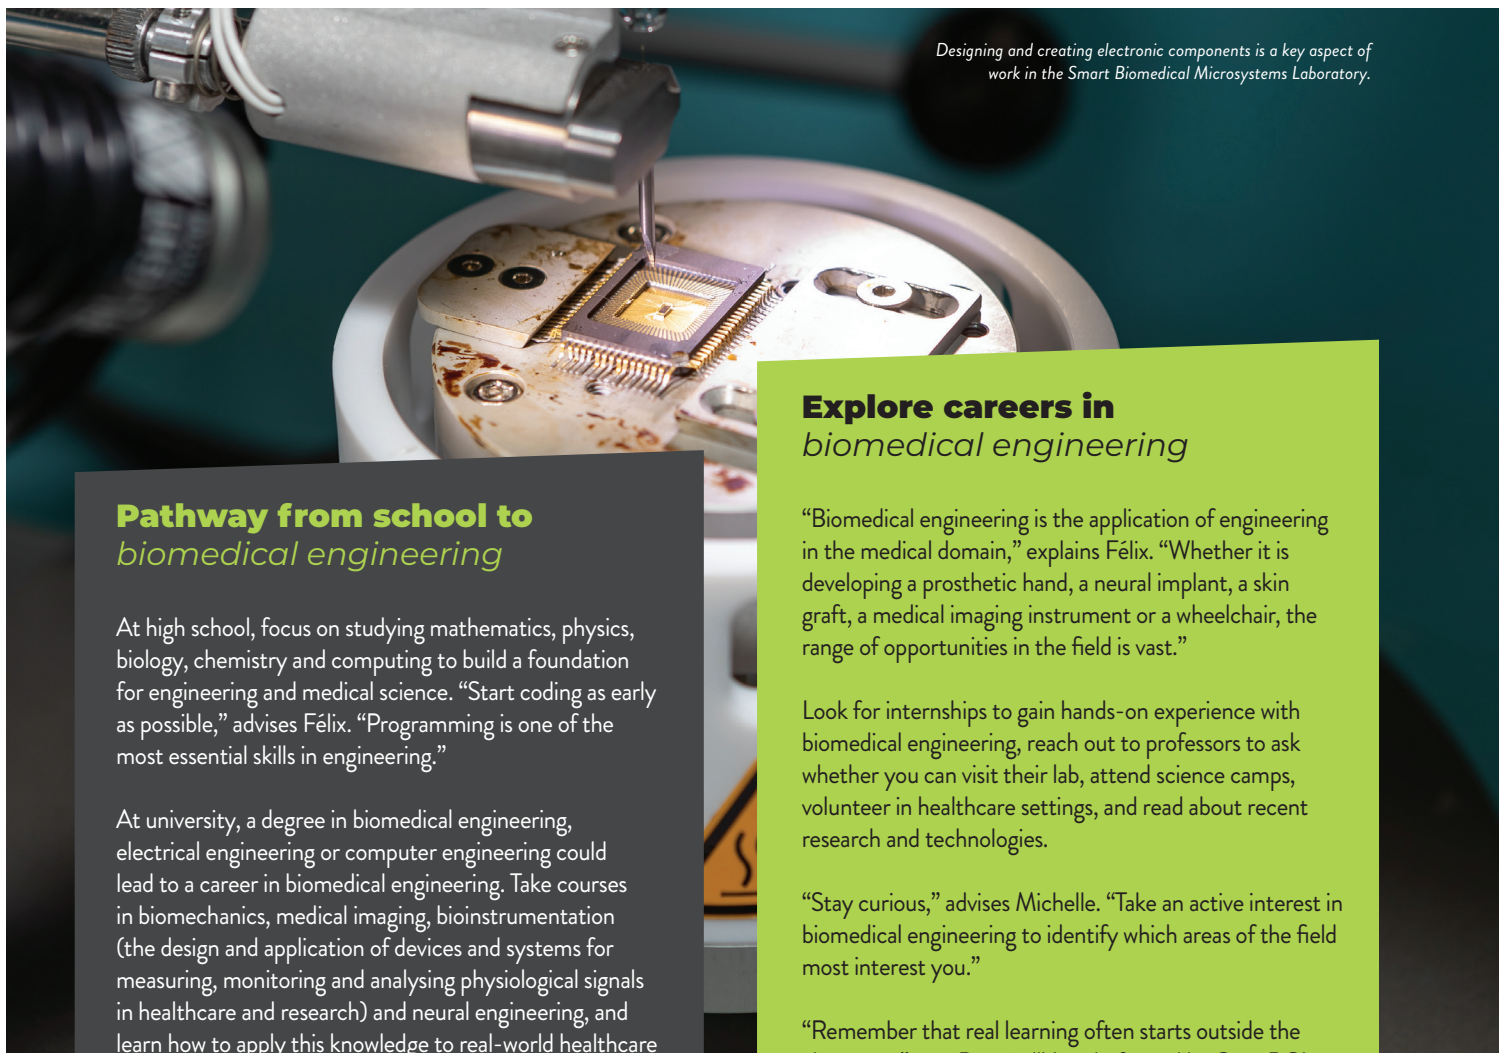 Designing and creating electronic components is a key aspect of
work in the Smart Biomedical Microsystems Laboratory.
Pathway from school to
biomedical engineering
At high school, focus on studying mathematics, physics,
biology, chemistry and computing to build a foundation
for engineering and medical science. “Start coding as early
as possible,” advises Félix. “Programming is one of the
most essential skills in engineering.”
At university, a degree in biomedical engineering,
electrical engineering or computer engineering could
lead to a career in biomedical engineering. Take courses
in biomechanics, medical imaging, bioinstrumentation
(the design and application of devices and systems for
measuring, monitoring and analysing physiological signals
in healthcare and research) and neural engineering, and
learn how to apply this knowledge to real-world healthcare
Explore careers in
biomedical engineering
“Biomedical engineering is the application of engineering
in the medical domain,” explains Félix. “Whether it is
developing a prosthetic hand, a neural implant, a skin
graft, a medical imaging instrument or a wheelchair, the
range of opportunities in the field is vast.”
Look for internships to gain hands-on experience with
biomedical engineering, reach out to professors to ask
whether you can visit their lab, attend science camps,
volunteer in healthcare settings, and read about recent
research and technologies.
“Stay curious,” advises Michelle. “Take an active interest in
biomedical engineering to identify which areas of the field
most interest you.”
“Remember that real learning often starts outside the